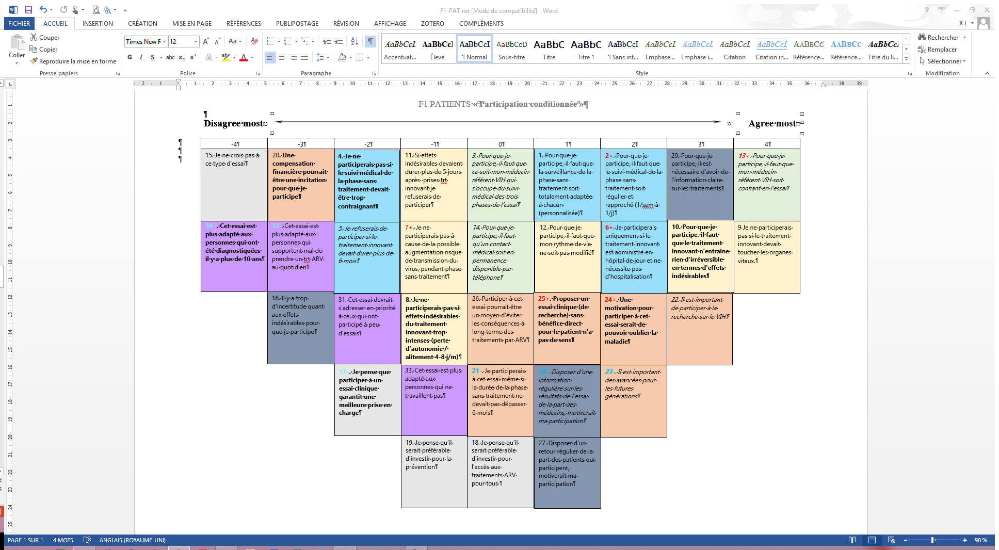 F1-PAT rot [Mode de compatibilité] - Word
FICHIER ACCUEIL INSERTION CRÉATION MISE EN PAGE RÉFÉRENCES PUBLIPOSTAGE RÉVISION AFFICHAGE ZOTERO COMPLÉMENTS X L
Coller
Couper
Copier
Reproduire la mise en forme
Presse-papiers
Times New R 12
Aa
G I S abc x₂ x²
Police
Paragraphe
AaBbCcL AaBbCcI AaBbCcI AaBbCcD AaBbC AaBbC AaBbCcI AaBbCcL AaBbCcL AaBbCcL AaBbCcL AABBCC AABBCC AaBbCcI
Accentuat... Élevé ¶ Normal Sous-titre Titre Titre 1 ¶ Sans int... Emphase... Emphase i... Citation Citation in... Référence... Référence... Titre du li...
Style
Rechercher
Remplacer
Sélectionner
Modification
F1·PATIENTS·«°Participation·conditionnée°»¶
¶
Disagree·most¤
Agree·most¤
-4¶ -3¶ -2¶ -1¶ 0¶ 1¶ 2¶ 3¶ 4¶
15.·Je·ne·crois·pas·à·
ce·type·d'essai¶
20.·Une·
compensation·
financière·pourrait·
être·une·incitation·
pour·que·je·
participe¶
4.·Je·ne·
participerais·pas·si·
le·suivi·médical·de·
la·phase·sans·
traitement·devait·
être·trop·
contraignant¶
11.·Si·effets·
indésirables·devaient·
durer·plus·de·5·jours·
après··prises·trt·
innovant·je·
refuserais·de·
participer¶
3.·Pour·que·je·
participe,·il·faut·que·
ce·soit·mon·médecin·
référent·VIH·qui·
s'occupe·du·suivi·
médical·des·trois·
phases·de·l'essai¶
1.·Pour·que·je·
participe,·il·faut·que·
la·surveillance·de·la·
phase·sans·
traitement·soit·
totalement·adaptée·
à·chacun·
(personnalisée)¶
2+.·Pour·que·je·
participe,·il·faut·que·
le·suivi·médical·de·la·
phase·sans·
traitement·soit·
régulier·et·
rapproché·(1/sem·à·
1/j)¶
29.·Pour·que·je·
participe,·il·est·
nécessaire·d'avoir·de·
l'information·claire·
sur·les·traitements¶
13+.·Pour·que·je·
participe,·il·faut·que·
mon·médecin·
référent·VIH·soit·
confiant·en·l'essai¶
30-.·Cet·essai·est·
plus·adapté·aux·
personnes·qui·ont·
été·diagnostiquées·
il·y·a·plus·de·10·ans¶
32-.·Cet·essai·est·
plus·adapté·aux·
personnes·qui·
supportent·mal·de·
prendre·un·trt·ARV·
au·quotidien¶
5.·Je·refuserais·de·
participer·si·le·
traitement·innovant·
devait·durer·plus·de·
6·mois¶
7+.·Je·ne·
participerais·pas·à·
cause·de·la·possible·
augmentation·risque·
de·transmission·du·
virus,·pendant·phase·
sans·traitement¶
14.·Pour·que·je·
participe,·il·faut·
qu'un·contact·
médical·soit·en·
permanence·
disponible·par·
téléphone¶
12.·Pour·que·je·
participe,·il·faut·que·
mon·rythme·de·vie·
ne·soit·pas·modifié¶
6+.·Je·participerais·
uniquement·si·le·
traitement·innovant·
est·administré·en·
hôpital·de·jour·et·ne·
nécessite·pas·
d'hospitalisation¶
10.·Pour·que·je·
participe,·il·faut·
que·le·traitement·
innovant·n'entraine·
rien·d'irréversible·
en·termes·d'effets·
indésirables¶
9·Je·ne·participerais·
pas·si·le·traitement·
innovant·devait·
toucher·les·organes·
vitaux.¶
16.·Il·y·a·trop·
d'incertitude·quant·
aux·effets·
indésirables·pour·
que·je·participe¶
31.·Cet·essai·devrait·
s'adresser·en·priorité·
à·ceux·qui·ont·
participé·à·peu·
d'essais¶
8.·Je·ne·
participerais·pas·si·
effets·indésirables·
du·traitement·
innovant·trop·
intenses·(perte·
d'autonomie·/·
alitement·4-8·j/m)¶
26.·Participer·à·cet·
essai·pourrait·être·
un·moyen·d'éviter·
les·conséquences·à·
long·terme·des·
traitements·par·ARV¶
25+.·Proposer·un·
essai·clinique·(de·
recherche)·sans·
bénéfice·direct·
pour·le·patient·n'a·
pas·de·sens¶
24+.·Une·
motivation·pour·
participer·à·cet·
essai·serait·de·
pouvoir·oublier·la·
maladie¶
22.·Il·est·important·
de·participer·à·la·
recherche·sur·le·VIH¶
17-.·Je·pense·que·
participer·à·un·
essai·clinique·
garantit·une·
meilleure·prise·en·
charge¶
33.·Cet·essai·est·plus·
adapté·aux·
personnes·qui·ne·
travaillent·pas¶
21-.·Je·participerais·
à·cet·essai·même·si·
la·durée·de·la·phase·
sans·traitement·ne·
devait·pas·dépasser·
6·mois¶
28-.·Disposer·d'une·
information·
régulière·sur·les·
résultats·de·l'essai·
de·la·part·des·
médecins,·motiverait·
ma·participation¶
23-.·Il·est·important·
des·avancées·pour·
les·futures·
générations¶
19.·Je·pense·qu'il·
serait·préférable·
d'investir·pour·la·
prévention¶
18.·Je·pense·qu'il·
serait·préférable·
d'investir·pour·
l'accès·aux·
traitements·ARV·
pour·tous·¶
27.·Disposer·d'un·
retour·régulier·de·la·
part·des·patients·qui·
participent,·
motiverait·ma·
participation¶
PAGE 1 SUR 1 4 MOTS ANGLAIS (ROYAUME-UNI) 90 %